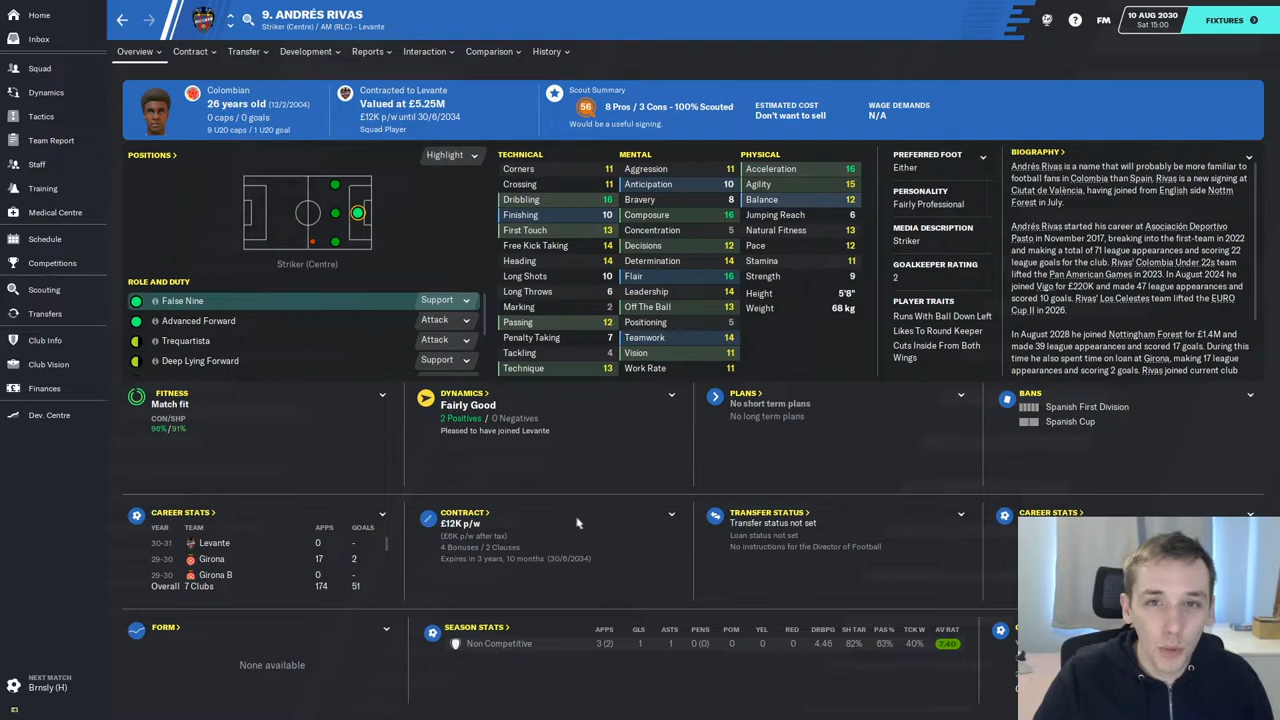 Home
Inbox
Squad
Dynamics
Tactics
Team Report
Staff
Training
Medical Centre
Schedule
Competitions
Scouting
Transfers
Club Info
Club Vision
Finances
Dev. Centre
NEXT MATCH
Brnsly (H)
9. ANDRÉS RIVAS
Striker (Centre) / AM (RLC) - Levante
FM
10 AUG 2030
Sat 15:00
FIXTURES
Overview
Contract
Transfer
Development
Reports
Interaction
Comparison
History
Colombian
26 years old (12/2/2004)
0 caps / 0 goals
9 U20 caps / 1 U20 goal
Contracted to Levante
Valued at £5.25M
£12K p/w until 30/6/2034
Squad Player
Scout Summary
56 8 Pros / 3 Cons - 100% Scouted
Would be a useful signing.
ESTIMATED COST
Don't want to sell
WAGE DEMANDS
N/A
POSITIONS
Highlight
Striker (Centre)
ROLE AND DUTY
False Nine Support
Advanced Forward Attack
Trequartista Attack
Deep Lying Forward Support
TECHNICAL
Corners 11
Crossing 11
Dribbling 16
Finishing 10
First Touch 13
Free Kick Taking 14
Heading 14
Long Shots 10
Long Throws 6
Marking 2
Passing 12
Penalty Taking 7
Tackling 4
Technique 13
MENTAL
Aggression 11
Anticipation 10
Bravery 8
Composure 16
Concentration 5
Decisions 12
Determination 14
Flair 16
Leadership 14
Off The Ball 13
Positioning 5
Teamwork 14
Vision 11
Work Rate 11
PHYSICAL
Acceleration 16
Agility 15
Balance 12
Jumping Reach 6
Natural Fitness 13
Pace 12
Stamina 11
Strength 9
Height 5'8"
Weight 68 kg
PREFERRED FOOT
Either
PERSONALITY
Fairly Professional
MEDIA DESCRIPTION
Striker
GOALKEEPER RATING
2
PLAYER TRAITS
Runs With Ball Down Left
Likes To Round Keeper
Cuts Inside From Both
Wings
BIOGRAPHY
Andrés Rivas is a name that will probably be more familiar to
football fans in Colombia than Spain. Rivas is a new signing at
Ciutat de València, having joined from English side Nottm
Forest in July.
Andrés Rivas started his career at Asociación Deportivo
Pasto in November 2017, breaking into the first-team in 2022
and making a total of 71 league appearances and scoring 22
league goals for the club. Rivas' Colombia Under 22s team
lifted the Pan American Games in 2023. In August 2024 he
joined Vigo for £220K and made 47 league appearances and
scored 10 goals. Rivas' Los Celestes team lifted the EURO
Cup II in 2026.
In August 2028 he joined Nottingham Forest for £1.4M and
made 39 league appearances and scored 17 goals. During this
time he also spent time on loan at Girona, making 17 league
appearances and scoring 2 goals. Rivas joined current club
FITNESS
Match fit
CON/SHP
96%/91%
DYNAMICS
Fairly Good
2 Positives / 0 Negatives
Pleased to have joined Levante
PLANS
No short term plans
No long term plans
BANS
Spanish First Division
Spanish Cup
CAREER STATS
YEAR TEAM APPS GOALS
30-31 Levante 0 -
29-30 Girona 17 2
29-30 Girona B 0 -
Overall 7 Clubs 174 51
CONTRACT
£12K p/w
(£6K p/w after tax)
4 Bonuses / 2 Clauses
Expires in 3 years, 10 months (30/6/2034)
TRANSFER STATUS
Transfer status not set
Loan status not set
No instructions for the Director of Football
CAREER STATS
FORM
None available
SEASON STATS APPS GLS ASTS PENS POM YEL RED DRBPG SH TAR PAS % TCK W AV RAT
Non Competitive 3 (2) 1 1 0 (0) 0 0 0 4.46 82% 63% 40% 7.40